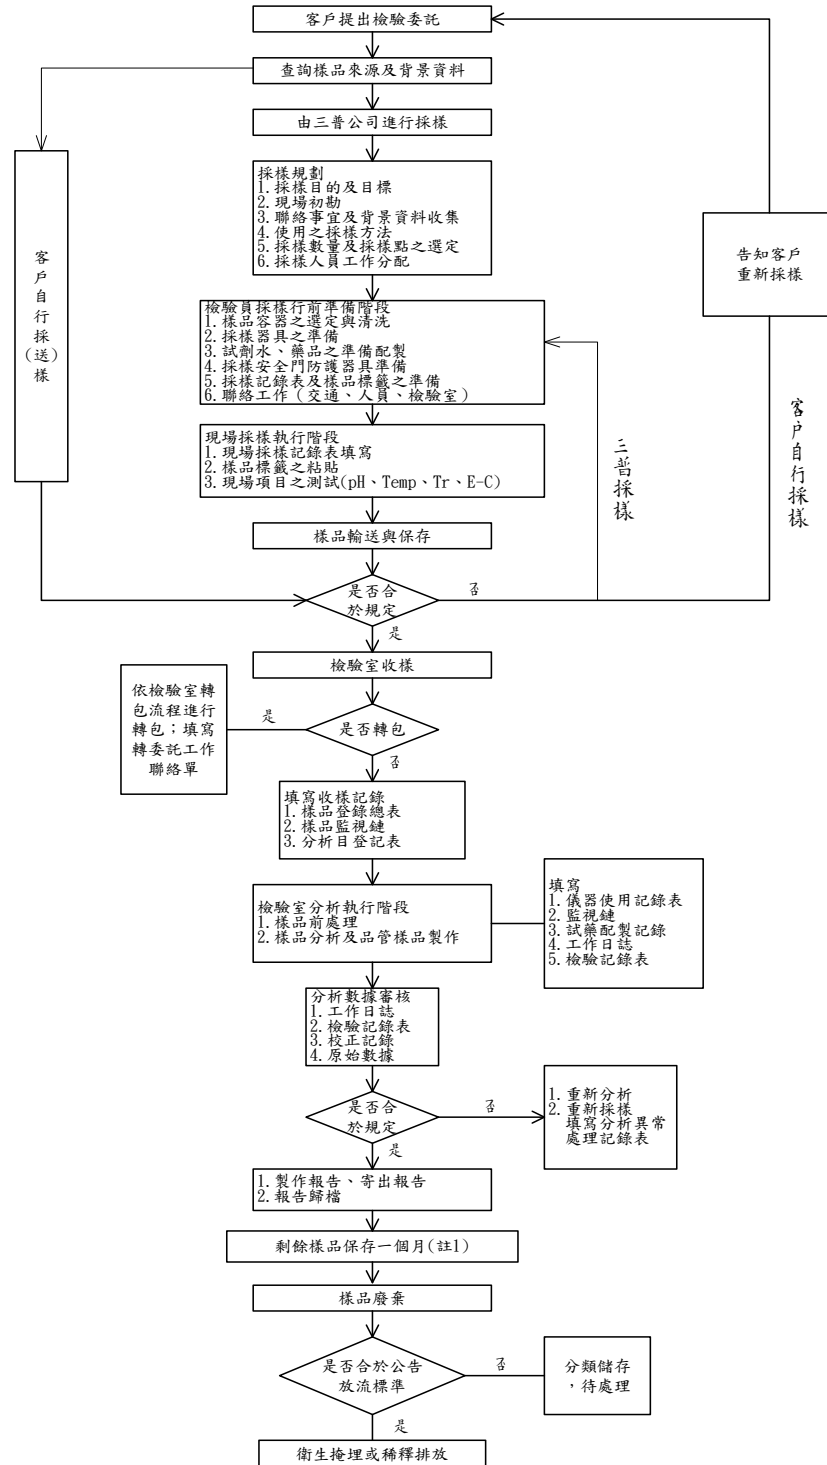 客戶提出檢驗委託
查詢樣品來源及背景資料
由三普公司進行採樣
客戶自行採(送)樣
採樣規劃
1.採樣目的及目標
2.現場初勘
3.聯絡事宜及背景資料收集
4.使用之採樣方法
5.採樣數量及採樣點之選定
6.採樣人員工作分配
告知客戶
重新採樣
檢驗員採樣行前準備階段
1.樣品容器之選定與清洗
2.採樣器具之準備
3.試劑水、藥品之準備配製
4.採樣安全門防護器具準備
5.採樣記錄表及樣品標籤之準備
6.聯絡工作（交通、人員、檢驗室）
三普採樣
客戶自行採樣
現場採樣執行階段
1.現場採樣記錄表填寫
2.樣品標籤之粘貼
3.現場項目之測試(pH、Temp、Tr、E-C)
樣品輸送與保存
是否合
於規定
否
是
檢驗室收樣
依檢驗室轉
包流程進行
轉包；填寫
轉委託工作
聯絡單
是
是否轉包
否
填寫收樣記錄
1.樣品登錄總表
2.樣品監視鏈
3.分析目登記表
檢驗室分析執行階段
1.樣品前處理
2.樣品分析及品管樣品製作
填寫
1.儀器使用記錄表
2.監視鏈
3.試藥配製記錄
4.工作日誌
5.檢驗記錄表
分析數據審核
1.工作日誌
2.檢驗記錄表
3.校正記錄
4.原始數據
是否合
於規定
否
1.重新分析
2.重新採樣
填寫分析異常
處理記錄表
是
1.製作報告、寄出報告
2.報告歸檔
剩餘樣品保存一個月(註1)
樣品廢棄
是否合於公告
放流標準
否
分類儲存
，待處理
是
衛生掩埋或稀釋排放